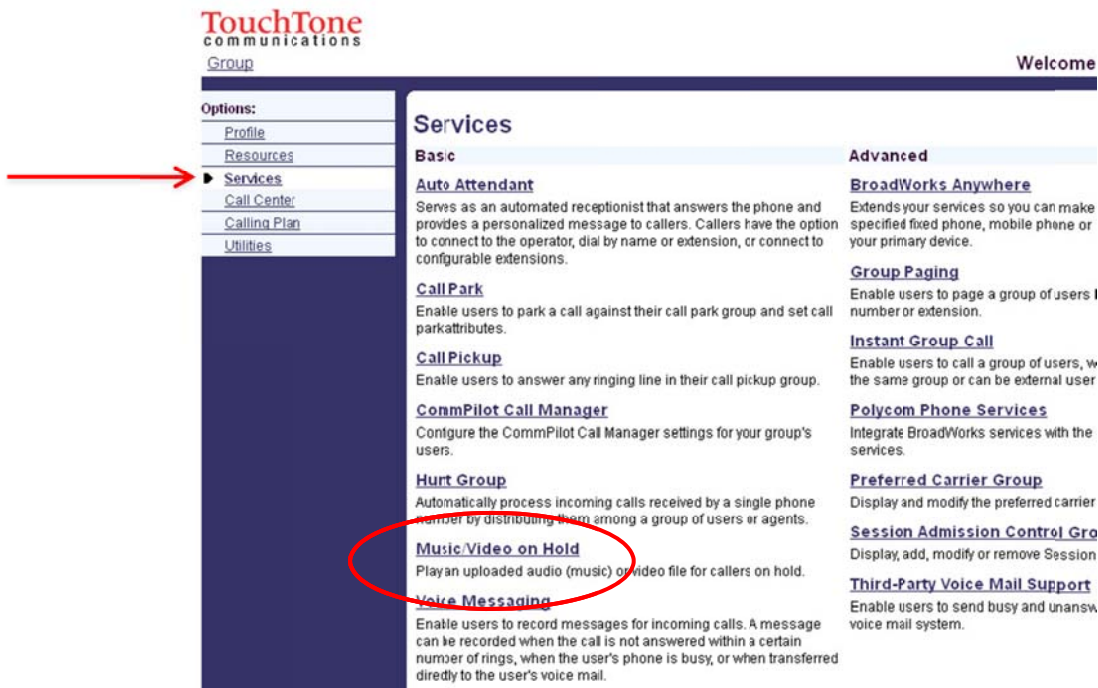 TouchTone
communications
Group
Welcome
Options:
Profile
Resources
Services
Call Center
Calling Plan
Utilities
Services
Basic
Auto Attendant
Serves as an automated receptionist that answers the phone and
provides a personalized message to callers. Callers have the option
to connect to the operator, dial by name or extension, or connect to
configurable extensions.
Call Park
Enable users to park a call against their call park group and set call
park attributes.
Call Pickup
Enable users to answer any ringing line in their call pickup group.
CommPilot Call Manager
Configure the CommPilot Call Manager settings for your group's
users.
Hunt Group
Automatically process incoming calls received by a single phone
number by distributing them among a group of users or agents.
Music/Video on Hold
Play an uploaded audio (music) or video file for callers on hold.
Voice Messaging
Enable users to record messages for incoming calls. A message
can be recorded when the call is not answered within a certain
number of rings, when the user's phone is busy, or when transferred
directly to the user's voice mail.
Advanced
BroadWorks Anywhere
Extends your services so you can make
specified fixed phone, mobile phone or
your primary device.
Group Paging
Enable users to page a group of users
number or extension.
Instant Group Call
Enable users to call a group of users, w
the same group or can be external user
Polycom Phone Services
Integrate BroadWorks services with the
services.
Preferred Carrier Group
Display and modify the preferred carrier
Session Admission Control Gro
Display, add, modify or remove Session
Third-Party Voice Mail Support
Enable users to send busy and unansw
voice mail system.